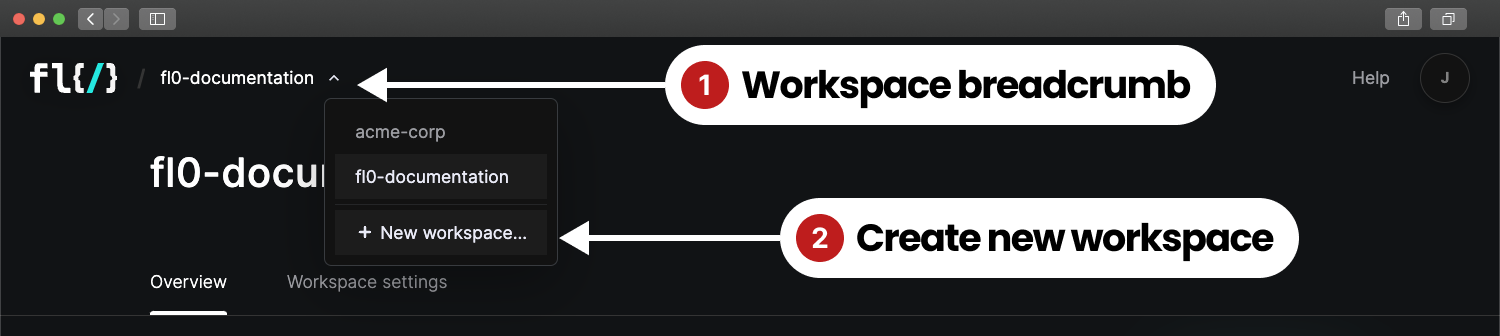 fl{/} / fl0-documentation
1 Workspace breadcrumb
Help
J
acme-corp
fl0-docu
fl0-documentation
+ New workspace...
2 Create new workspace
Overview
Workspace settings